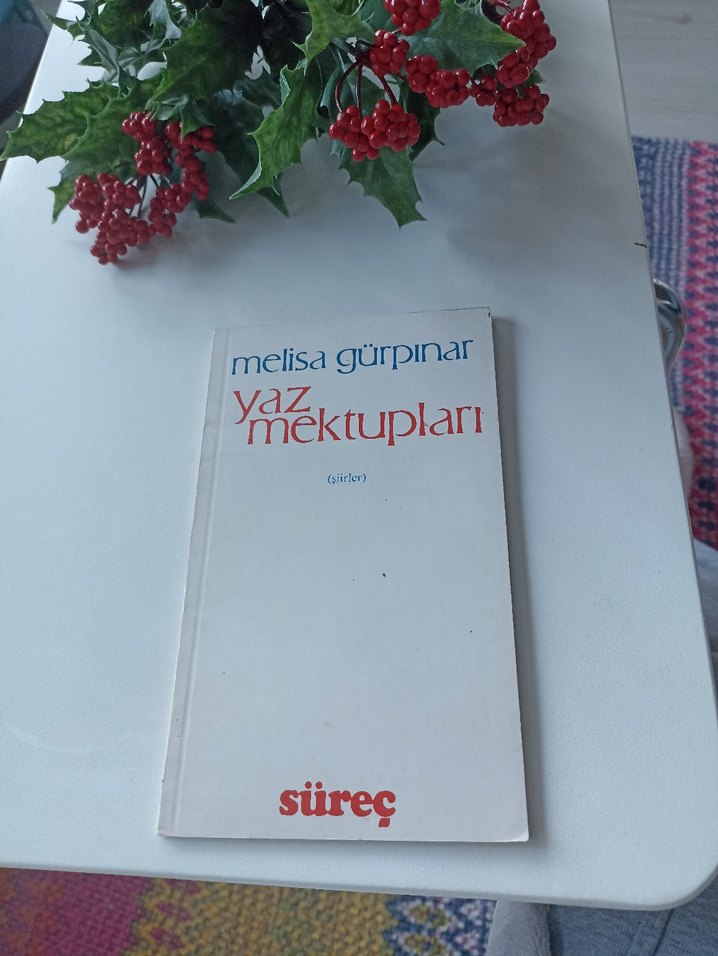 melisa gürpınar
yaz
mektupları
(şiirler)
süreç